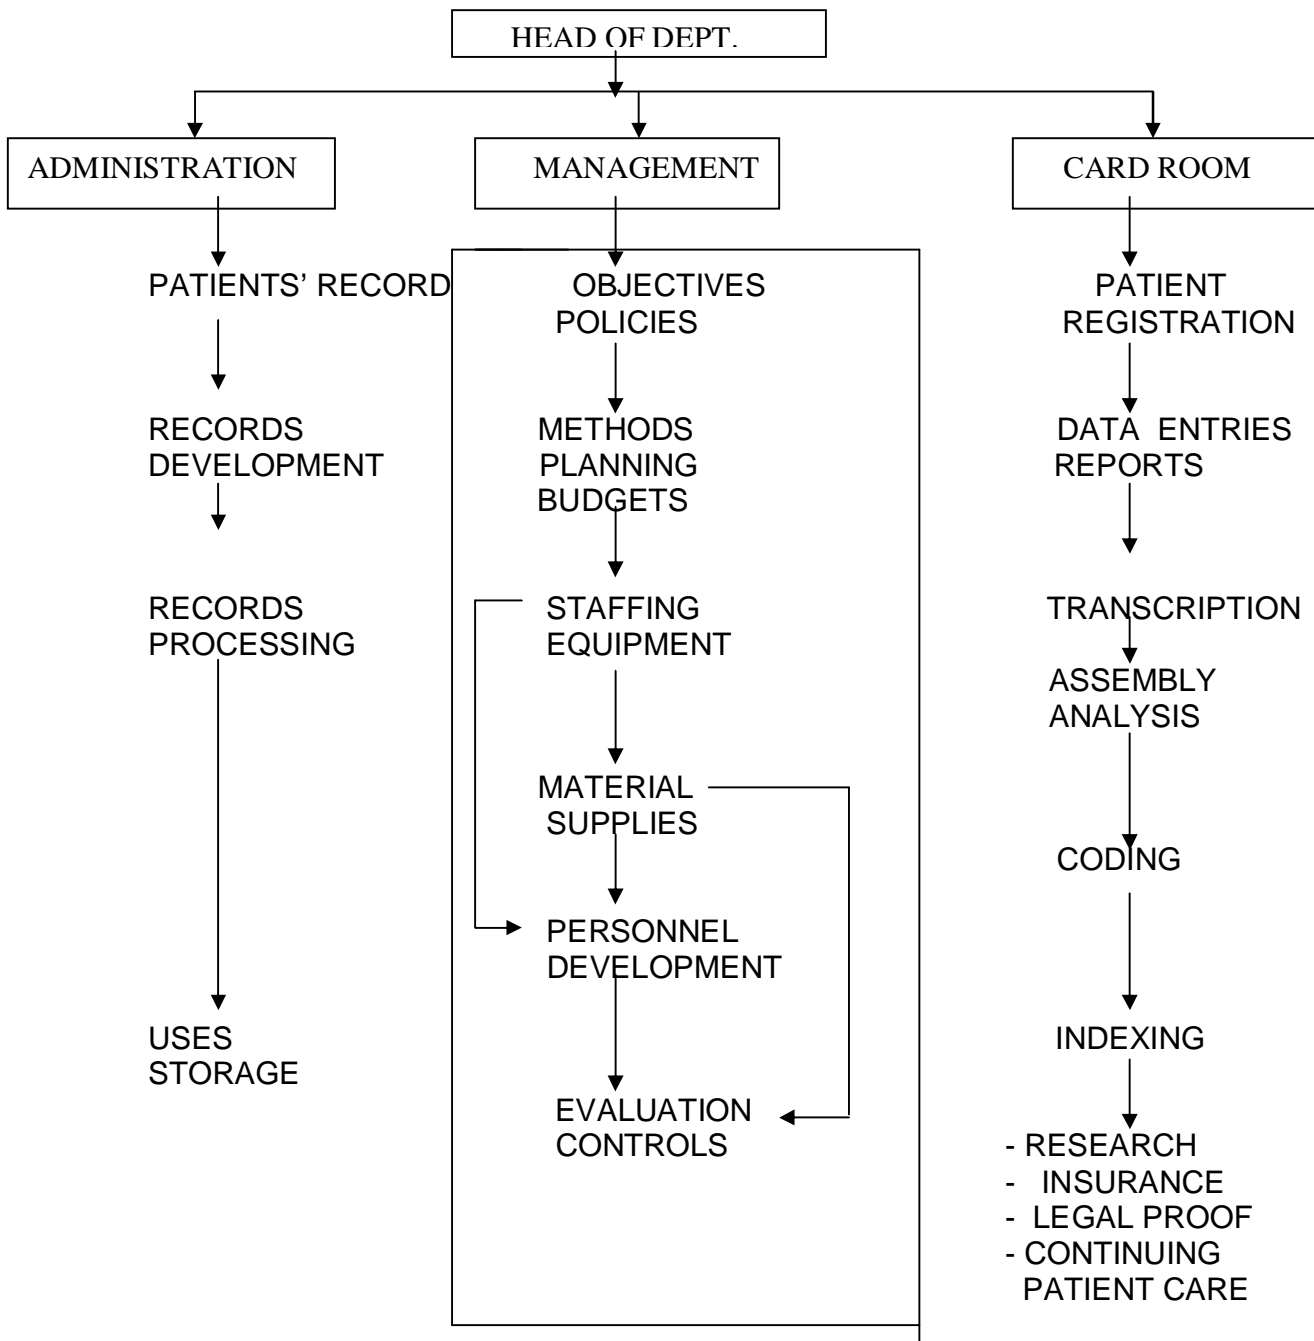 HEAD OF DEPT.
ADMINISTRATION
MANAGEMENT
CARD ROOM
PATIENTS’ RECORD
RECORDS
DEVELOPMENT
RECORDS
PROCESSING
USES
STORAGE
OBJECTIVES
POLICIES
METHODS
PLANNING
BUDGETS
STAFFING
EQUIPMENT
MATERIAL
SUPPLIES
PERSONNEL
DEVELOPMENT
EVALUATION
CONTROLS
PATIENT
REGISTRATION
DATA ENTRIES
REPORTS
TRANSCRIPTION
ASSEMBLY
ANALYSIS
CODING
INDEXING
- RESEARCH
- INSURANCE
- LEGAL PROOF
- CONTINUING
PATIENT CARE